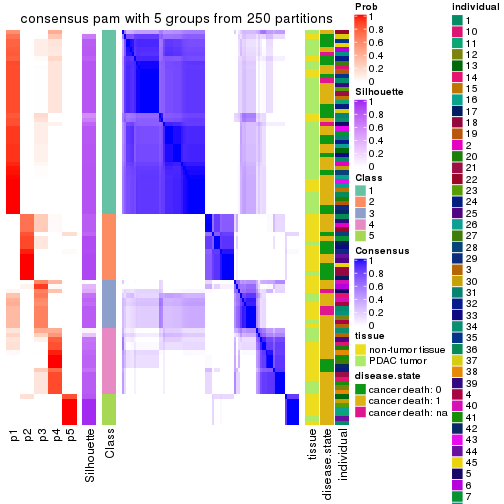 consensus pam with 5 groups from 250 partitions
p1
p2
p3
p4
p5
Silhouette
Class
tissue
disease.state
individual
Prob
1
0.8
0.6
0.4
0.2
0
Silhouette
1
0.8
0.6
0.4
0.2
0
Class
1
2
3
4
5
Consensus
1
0.8
0.6
0.4
0.2
0
tissue
non-tumor tissue
PDAC tumor
disease.state
cancer death: 0
cancer death: 1
cancer death: na
individual
1
10
11
12
13
14
15
16
17
18
19
2
20
21
22
23
24
25
26
27
28
29
3
30
31
32
33
34
35
36
37
38
39
4
40
41
42
43
44
45
5
6
7